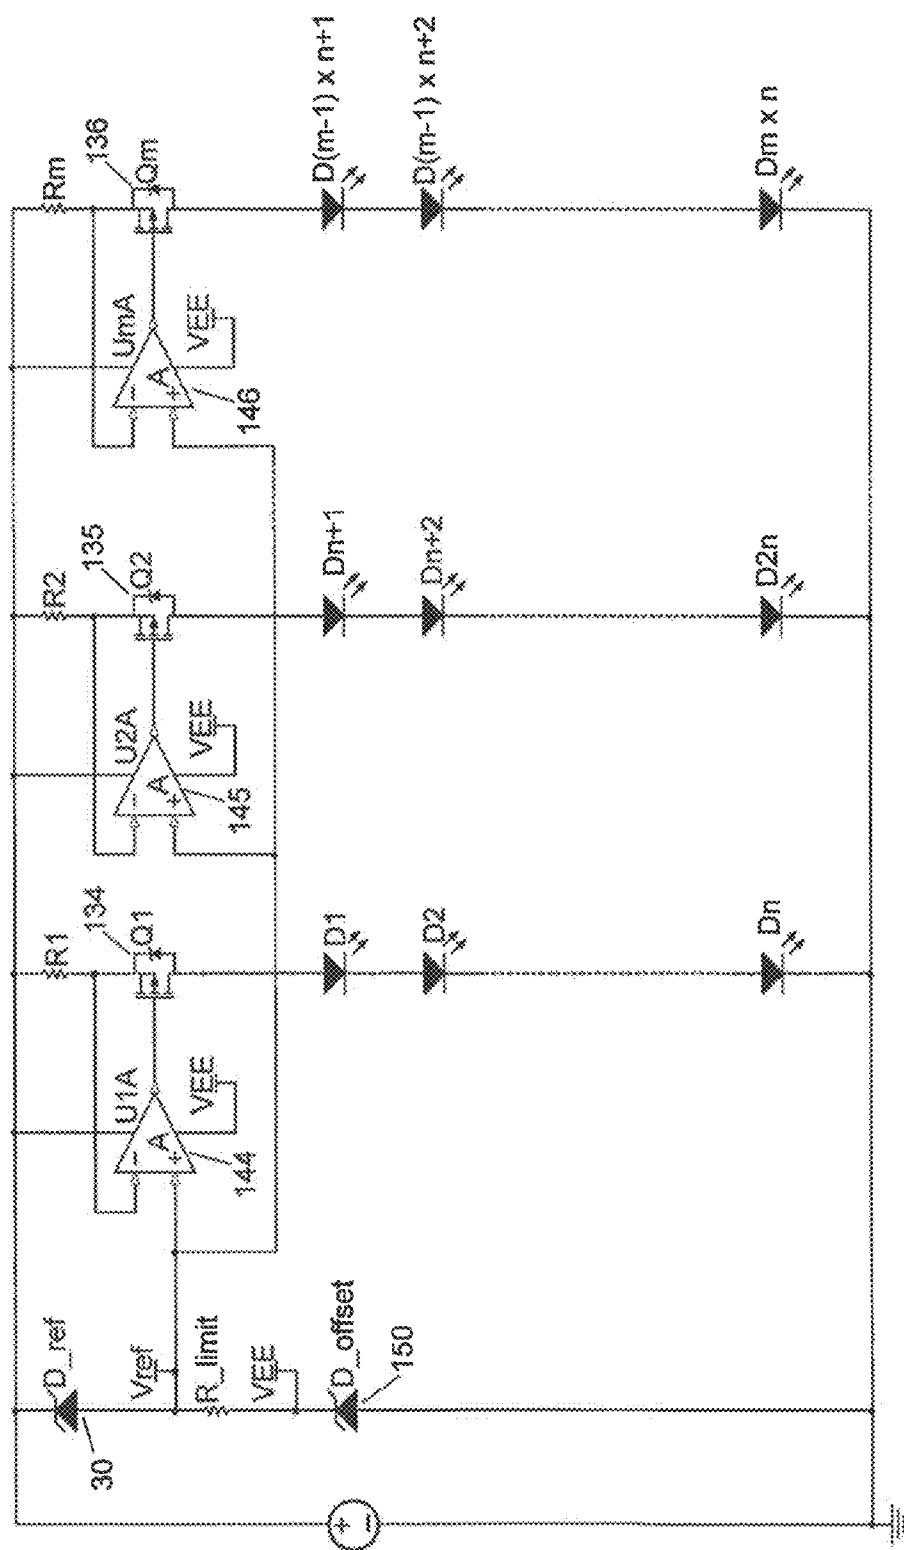 30
D_ref
Vref
R_limit
VEE
D_offset
150
+
−
R1
134
Q1
U1A
A
−
+
144
VEE
D1
D2
Dn
R2
135
Q2
U2A
A
−
+
145
VEE
Dn+1
Dn+2
D2n
Rm
136
Qm
UmA
A
−
+
146
VEE
D(m-1) x n+1
D(m-1) x n+2
Dm x n